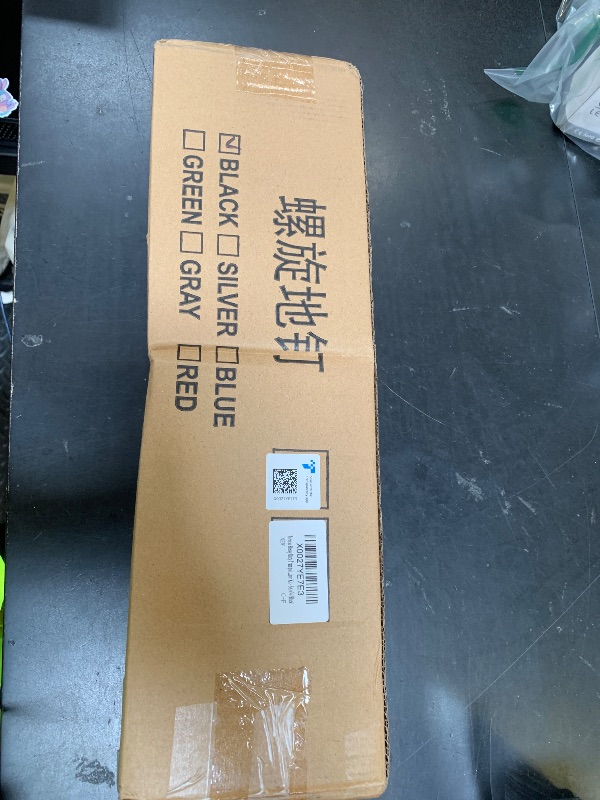 螺旋地钉
BLACK SILVER BLUE
GREEN GRAY RED
X0027YE7E3